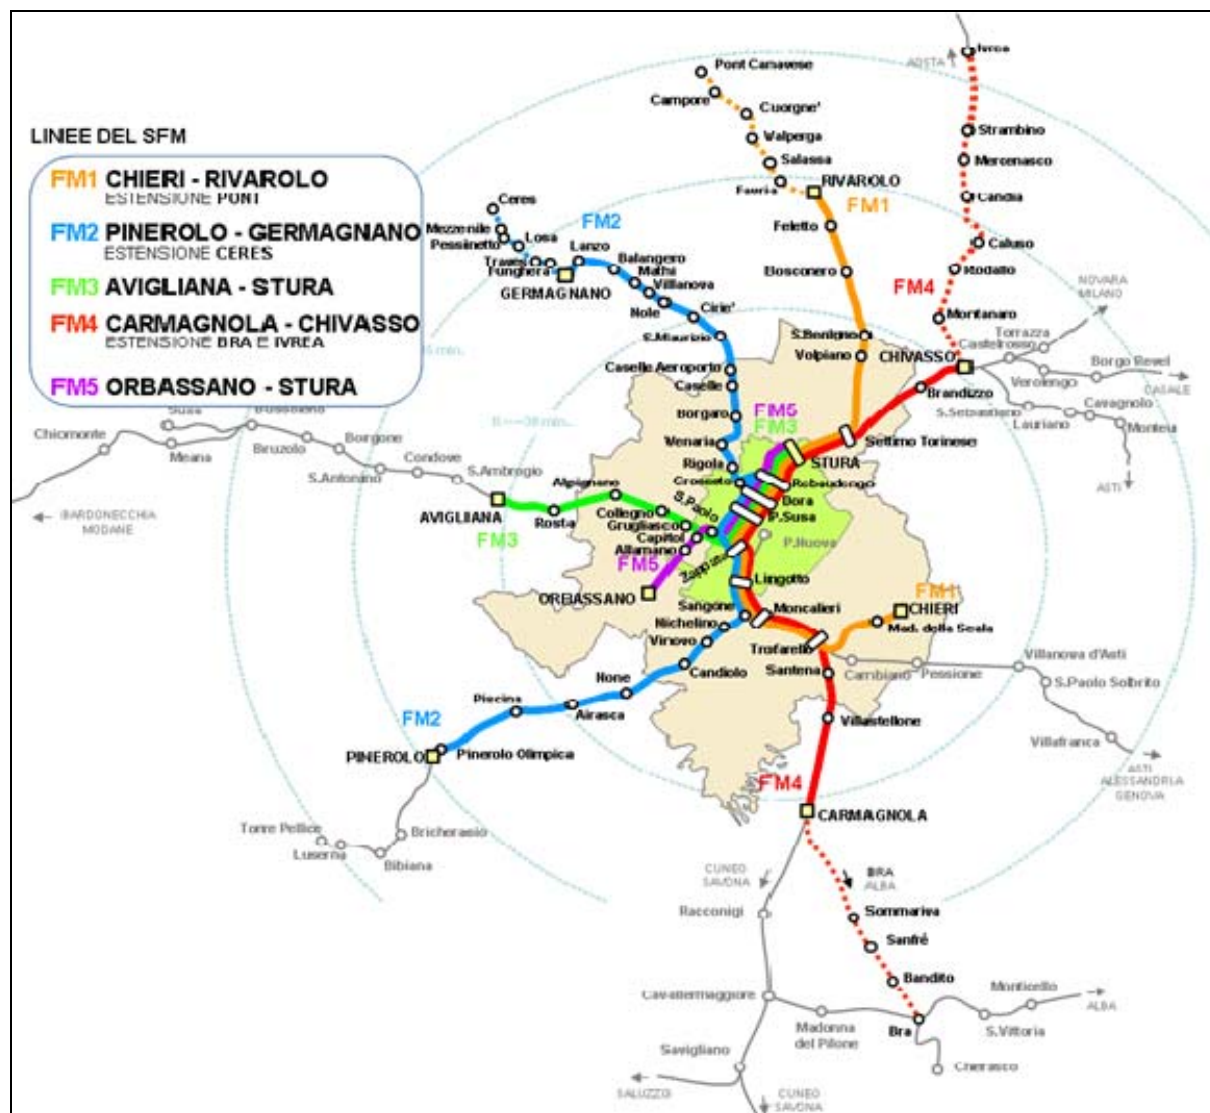 LINEE DEL SFM
FM1 CHIERI - RIVAROLO
ESTENSIONE PONT
FM2 PINEROLO - GERMAGNANO
ESTENSIONE CERES
FM3 AVIGLIANA - STURA
FM4 CARMAGNOLA - CHIVASSO
ESTENSIONE BRA E IVREA
FM5 ORBASSANO - STURA
Ivrea
AOSTA
Pont Canavese
Campore
Cuorgne'
Valperga
Salassa
Favria
RIVAROLO
FM1
Feletto
Bosconero
S.Benigno
Volpiano
Strambino
Mercenasco
Candia
Caluso
Rodallo
FM4
Montanaro
CHIVASSO
Brandizzo
NOVARA
MILANO
Torrazza
Castelrosso
Verolengo
Borgo Revel
CASALE
S.Sebastiano
Lauriano
Cavagnolo
Monteu
ASTI
Ceres
Mezzenile
Pessinetto
Losa
Traves
Funghera
FM2
Lanzo
GERMAGNANO
Balangero
Mathi
Villanova
Nole
Cirie'
S.Maurizio
Caselle Aeroporto
Caselle
Borgaro
Venaria
Rigola
Grosseto
FM5
FM3
Settimo Torinese
STURA
Rebaudengo
Dora
P.Susa
P.Nuova
Zappata
Lingotto
Chiomonte
Susa
Meana
Bussoleno
Bruzolo
Borgone
S.Antonino
Condove
S.Ambrogio
BARDONECCHIA
MODANE
AVIGLIANA
FM3
Rosta
Alpignano
Collegno
Grugliasco
S.Paolo
Capitol
Allamano
FM5
ORBASSANO
Sangone
Nichelino
Vinovo
Candiolo
None
Airasca
Piscina
FM2
Pinerolo Olimpica
PINEROLO
Torre Pellice
Luserna
Bibiana
Bricherasio
Moncalieri
Trofarello
FM1
CHIERI
Mad. della Scala
Santena
Cambiano
Pessione
Villanova d'Asti
S.Paolo Solbrito
Villafranca
ASTI
ALESSANDRIA
GENOVA
Villastellone
FM4
CARMAGNOLA
CUNEO
SAVONA
BRA
ALBA
Racconigi
Sommariva
Sanfré
Bandito
Cavallermaggiore
Madonna
del Pilone
Bra
Monticello
S.Vittoria
ALBA
Cherasco
Savigliano
SALUZZO
CUNEO
SAVONA